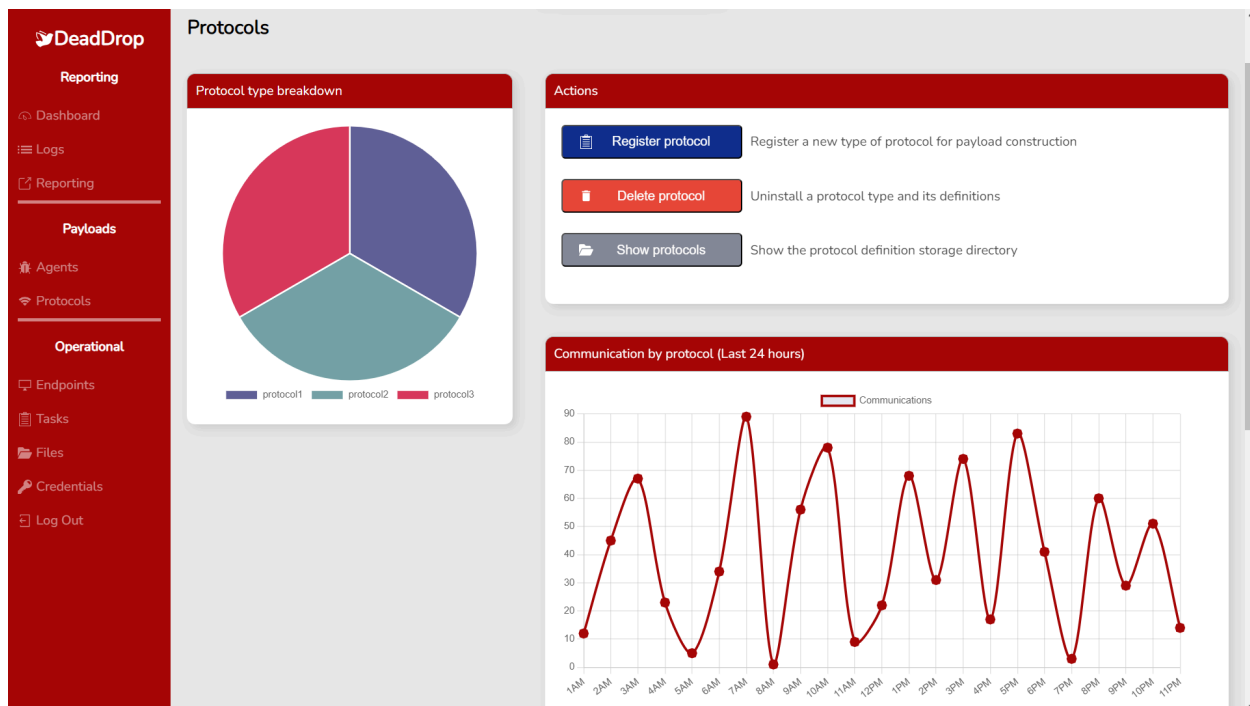 DeadDrop
Reporting
Dashboard
Logs
Reporting
Payloads
Agents
Protocols
Operational
Endpoints
Tasks
Files
Credentials
Log Out
Protocols
Protocol type breakdown
protocol1 protocol2 protocol3
Actions
Register protocol Register a new type of protocol for payload construction
Delete protocol Uninstall a protocol type and its definitions
Show protocols Show the protocol definition storage directory
Communication by protocol (Last 24 hours)
Communications
90
80
70
60
50
40
30
20
10
0
1AM 2AM 3AM 4AM 5AM 6AM 7AM 8AM 9AM 10AM 11AM 12PM 1PM 2PM 3PM 4PM 5PM 6PM 7PM 8PM 9PM 10PM 11PM